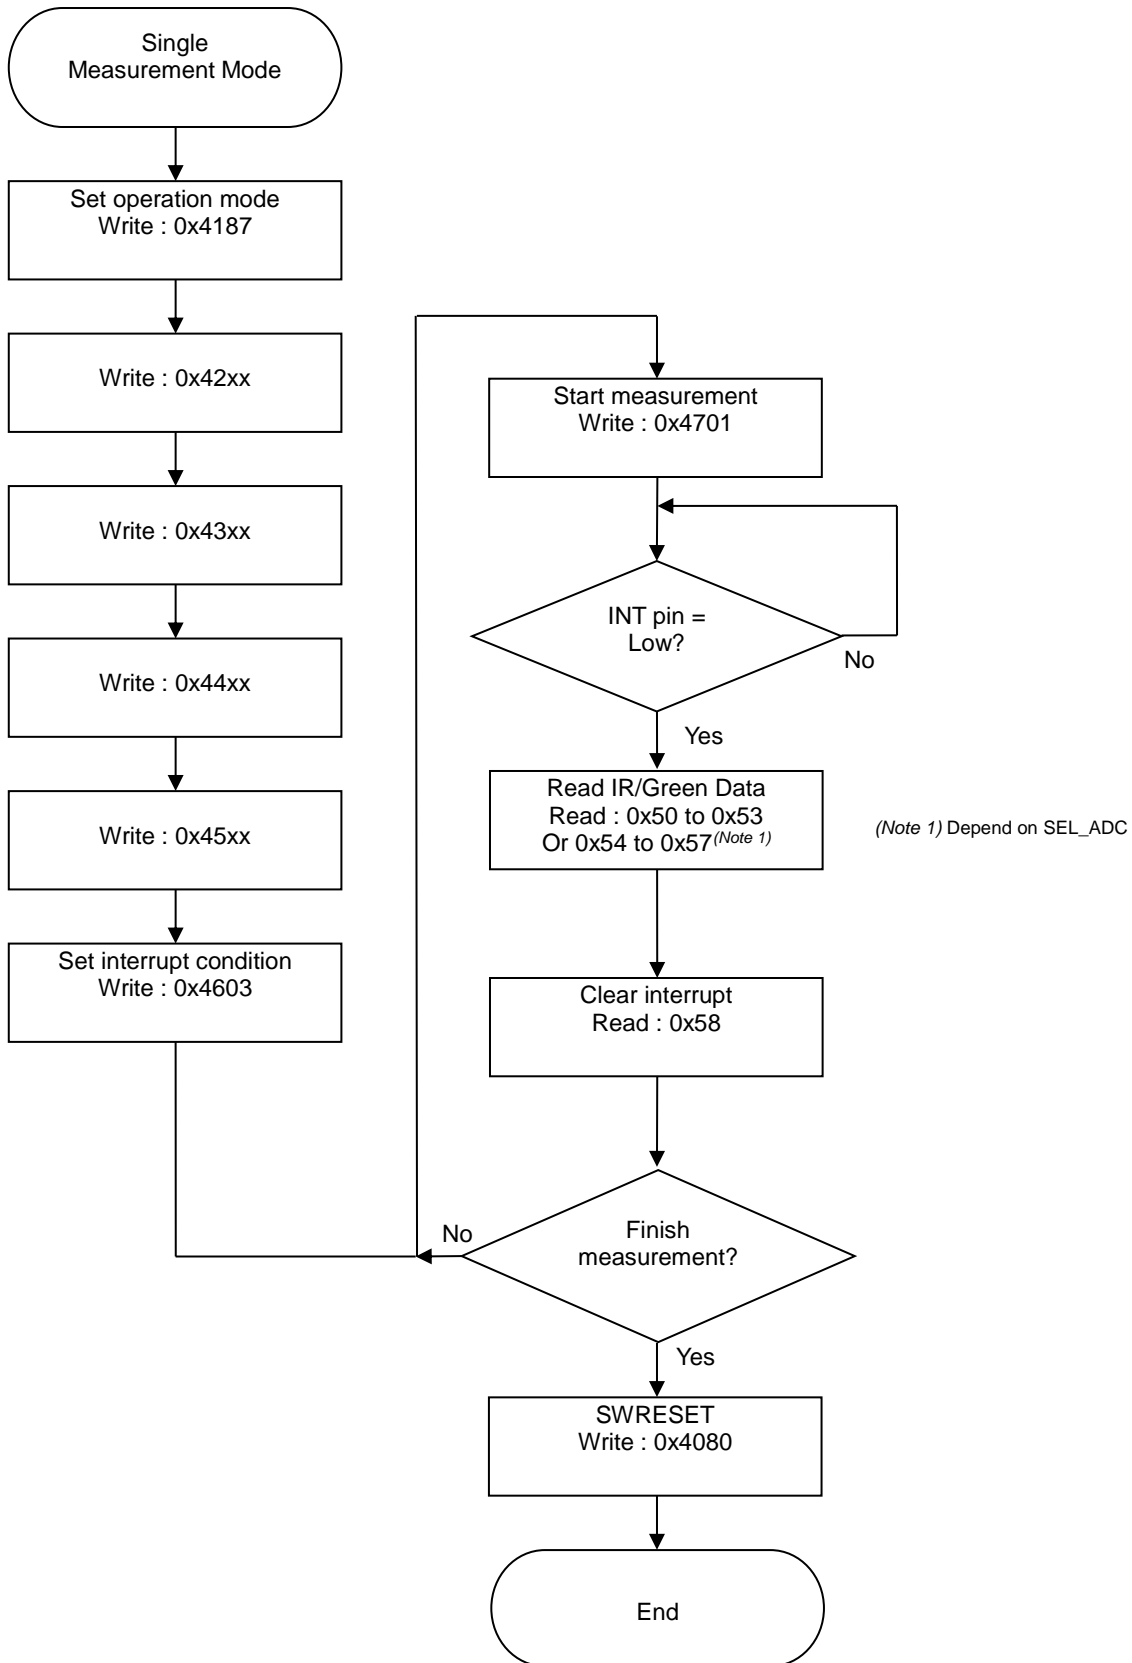 Single
Measurement Mode
Set operation mode
Write : 0x4187
Write : 0x42xx
Write : 0x43xx
Write : 0x44xx
Write : 0x45xx
Set interrupt condition
Write : 0x4603
Start measurement
Write : 0x4701
INT pin =
Low?
No
Yes
Read IR/Green Data
Read : 0x50 to 0x53
Or 0x54 to 0x57(Note 1)
(Note 1) Depend on SEL_ADC
Clear interrupt
Read : 0x58
Finish
measurement?
No
Yes
SWRESET
Write : 0x4080
End